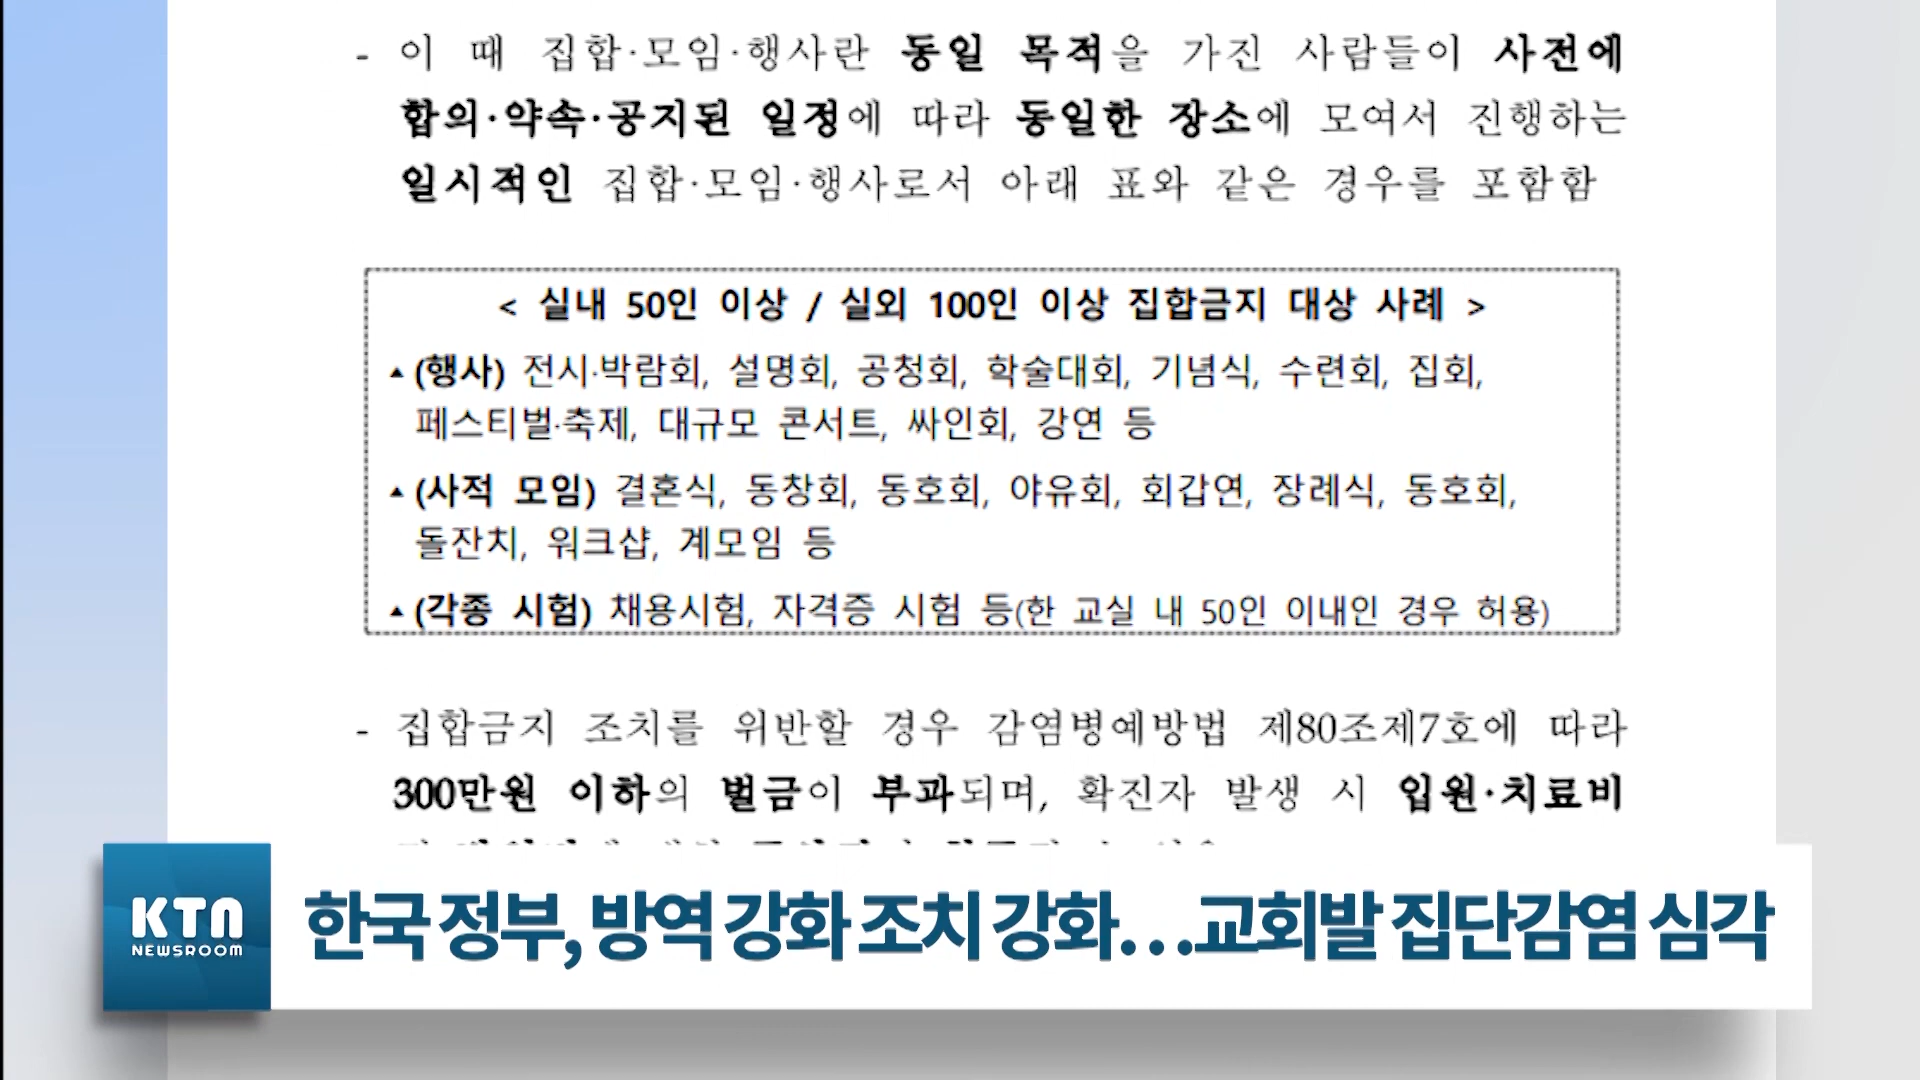 - 이 때 집합·모임·행사란 동일 목적을 가진 사람들이 사전에
합의·약속·공지된 일정에 따라 동일한 장소에 모여서 진행하는
일시적인 집합·모임·행사로서 아래 표와 같은 경우를 포함함
< 실내 50인 이상 / 실외 100인 이상 집합금지 대상 사례 >
▲ (행사) 전시·박람회, 설명회, 공청회, 학술대회, 기념식, 수련회, 집회,
페스티벌·축제, 대규모 콘서트, 싸인회, 강연 등
▲ (사적 모임) 결혼식, 동창회, 동호회, 야유회, 회갑연, 장례식, 동호회,
돌잔치, 워크샵, 계모임 등
▲ (각종 시험) 채용시험, 자격증 시험 등(한 교실 내 50인 이내인 경우 허용)
- 집합금지 조치를 위반할 경우 감염병예방법 제80조제7호에 따라
300만원 이하의 벌금이 부과되며, 확진자 발생 시 입원·치료비
KTN
NEWSROOM
한국 정부, 방역 강화 조치 강화...교회발 집단감염 심각